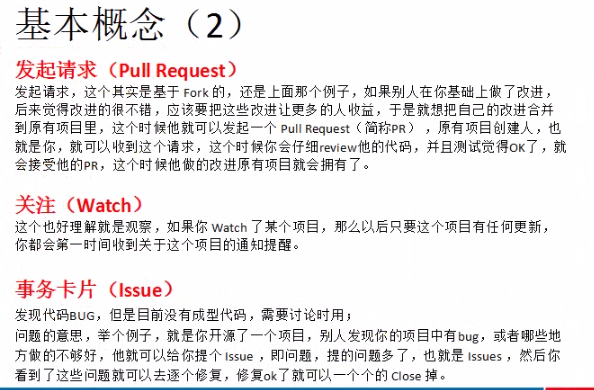 基本概念（2）
发起请求（Pull Request）
发起请求，这个其实是基于 Fork 的，还是上面那个例子，如果别人在你基础上做了改进，
后来觉得改进的很不错，应该要把这些改进让更多的人收益，于是就想把自己的改进合并
到原有项目里，这个时候他就可以发起一个 Pull Request（简称PR） ，原有项目创建人，也
就是你，就可以收到这个请求，这个时候你会仔细review他的代码，并且测试觉得OK了，就
会接受他的PR，这个时候他做的改进原有项目就会拥有了。
关注（Watch）
这个也好理解就是观察，如果你 Watch 了某个项目，那么以后只要这个项目有任何更新，
你都会第一时间收到关于这个项目的通知提醒。
事务卡片（Issue）
发现代码BUG，但是目前没有成型代码，需要讨论时用；
问题的意思，举个例子，就是你开源了一个项目，别人发现你的项目中有bug，或者哪些地
方做的不够好，他就可以给你提个 Issue ，即问题，提的问题多了，也就是 Issues ，然后你
看到了这些问题就可以去逐个修复，修复ok了就可以一个个的 Close 掉。